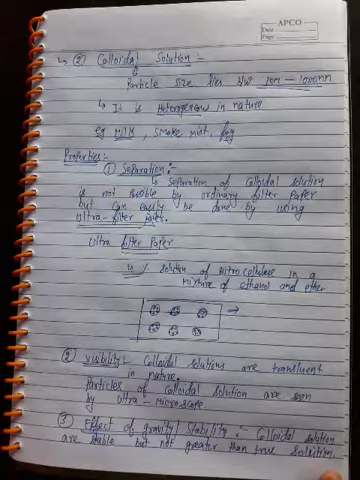 APCO
Date
Page
② Colloidal Solution :-
Particle size lies b/w 1nm - 1000nm
↳ It is Heterogeneous in nature
eg Milk, smoke mist, fog
Properties:-
① Separation:-
↳ Separation of Colloidal solution
is not possible by ordinary filter Paper
but can easily be done by using
Ultra-filter paper.
Ultra filter Paper
solution of Nitrocellulose in a
mixture of ethanol and ether
② visibility:- Colloidal solutions are translucent
in nature.
Particles of Colloidal solution are seen
by Ultra-microscope.
③ Effect of gravity/Stability:- Colloidal solution
are stable but not greater than true solution.